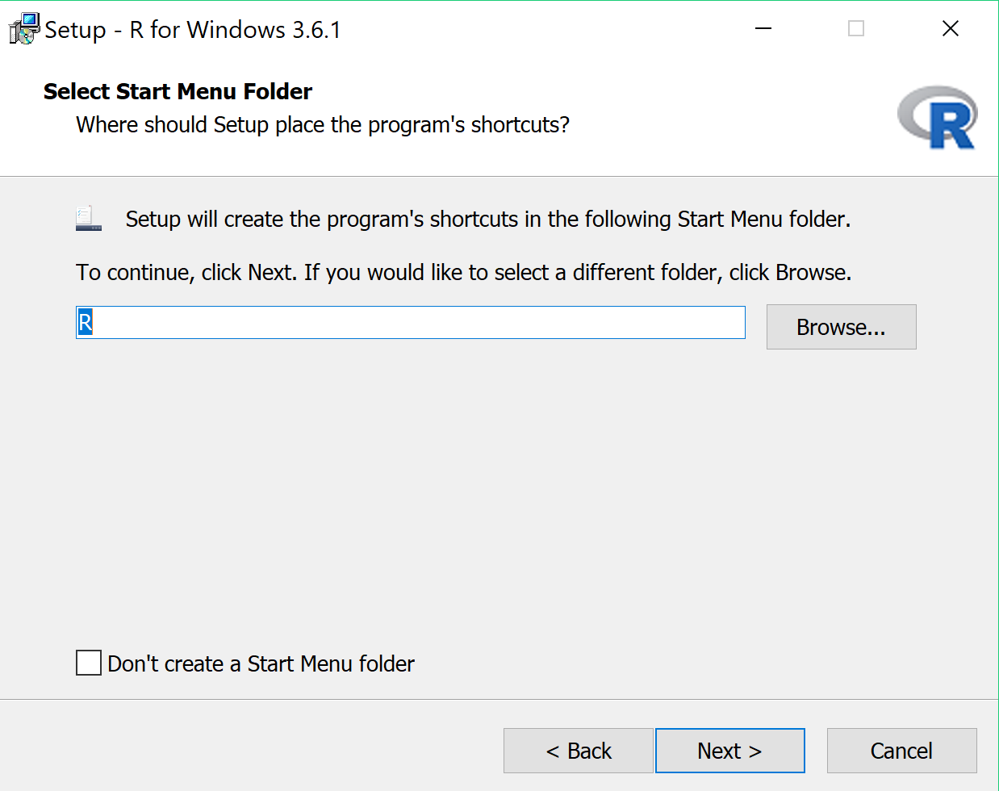 Setup - R for Windows 3.6.1
Select Start Menu Folder
Where should Setup place the program's shortcuts?
R
Setup will create the program's shortcuts in the following Start Menu folder.
To continue, click Next. If you would like to select a different folder, click Browse.
R
Browse...
Don't create a Start Menu folder
< Back
Next >
Cancel